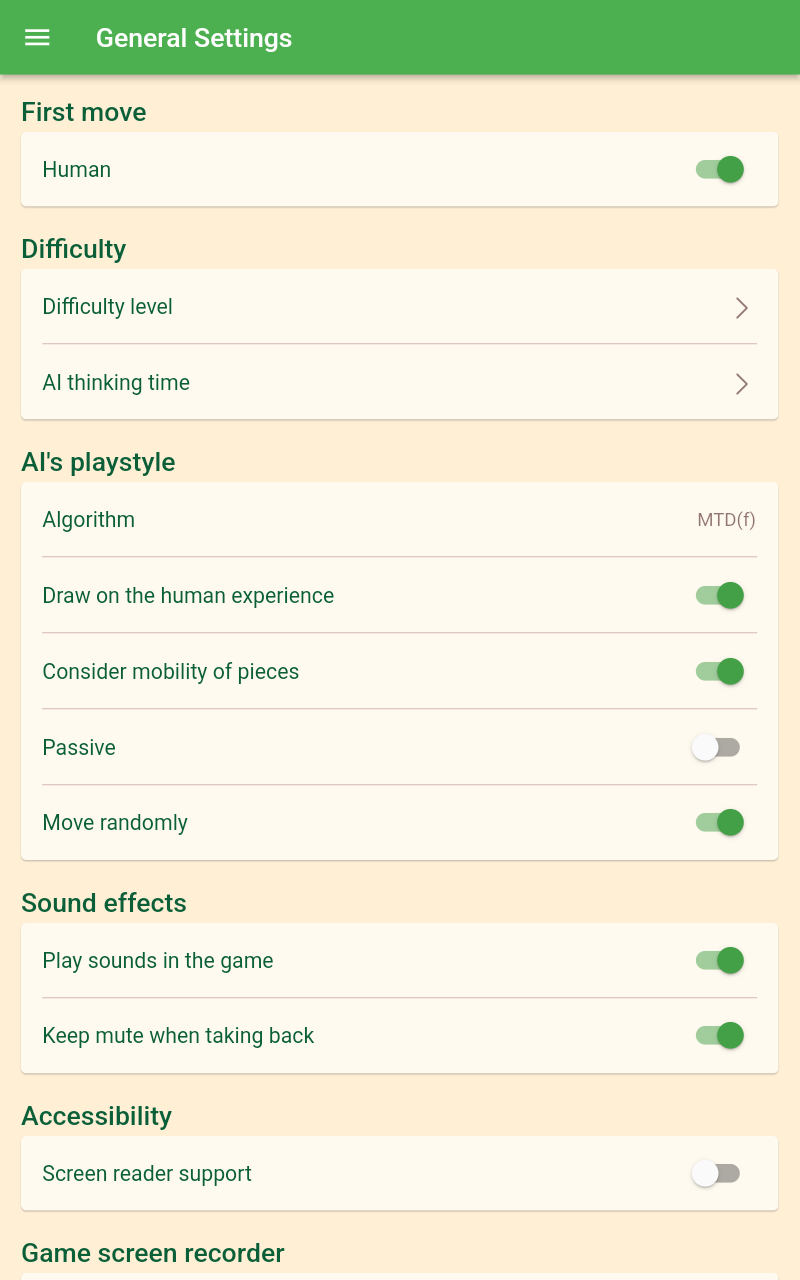 General Settings
First move
Human
Difficulty
Difficulty level
AI thinking time
AI's playstyle
Algorithm MTD(f)
Draw on the human experience
Consider mobility of pieces
Passive
Move randomly
Sound effects
Play sounds in the game
Keep mute when taking back
Accessibility
Screen reader support
Game screen recorder